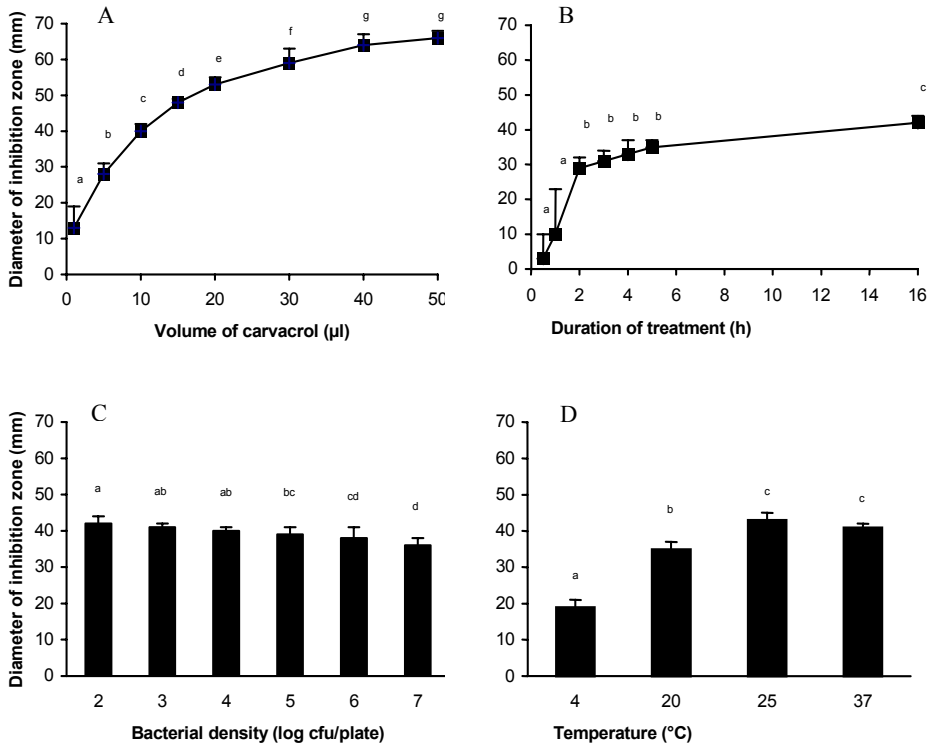 A
Diameter of inhibition zone (mm)
70
60
50
40
30
20
10
0
a
b
c
d
e
f
g
g
0
10
20
30
40
50
Volume of carvacrol (µl)
B
70
60
50
40
30
20
10
0
a
a
b
b
b
b
c
0
2
4
6
8
10
12
14
16
Duration of treatment (h)
C
Diameter of inhibition zone (mm)
70
60
50
40
30
20
10
0
a
ab
ab
bc
cd
d
2
3
4
5
6
7
Bacterial density (log cfu/plate)
D
70
60
50
40
30
20
10
0
a
b
c
c
4
20
25
37
Temperature (°C)